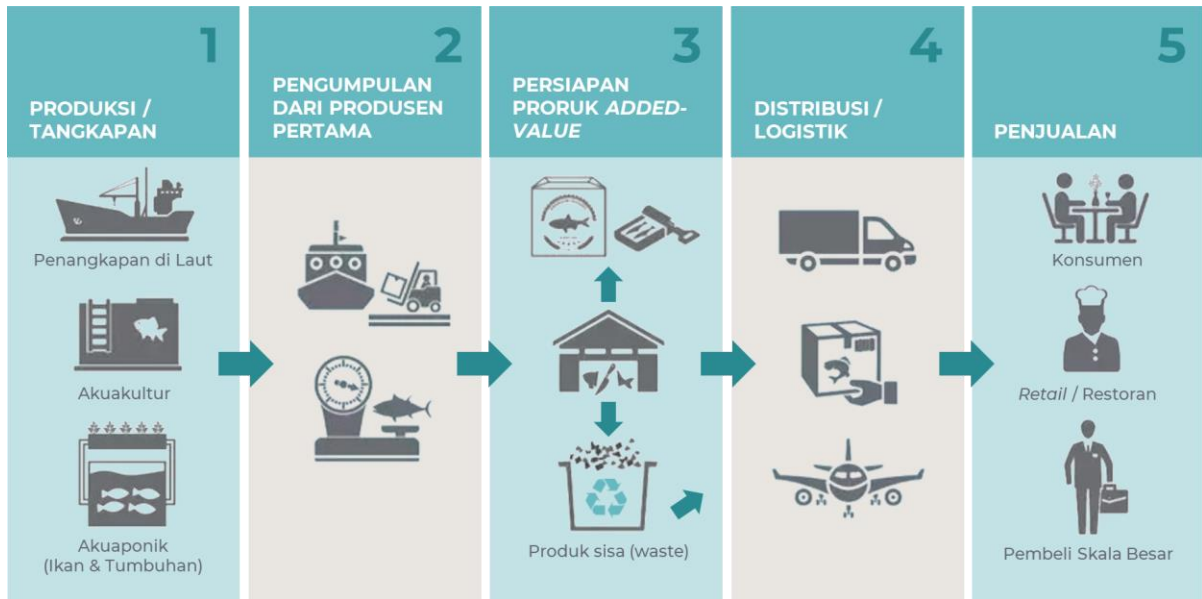 1
PRODUKSI /
TANGKAPAN
Penangkapan di Laut
Akuakultur
Akuaponik
(Ikan & Tumbuhan)
2
PENGUMPULAN
DARI PRODUSEN
PERTAMA
3
PERSIAPAN
PRORUK ADDED-
VALUE
Produk sisa (waste)
4
DISTRIBUSI /
LOGISTIK
5
PENJUALAN
Konsumen
Retail / Restoran
Pembeli Skala Besar